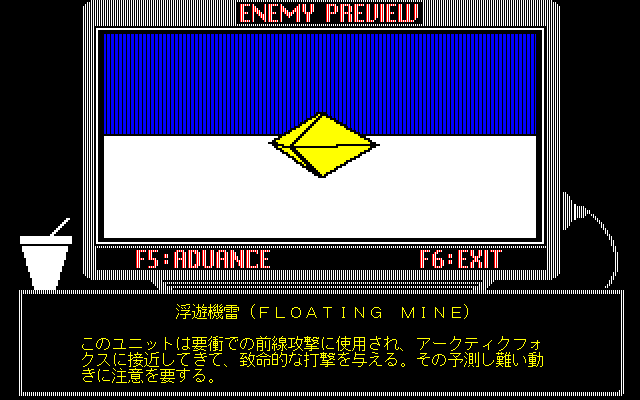 ENEMY PREVIEW
F5:ADVANCE
F6:EXIT
浮遊機雷(FLOATING MINE)
このユニットは要衝での前線攻撃に使用され、アークティクフォ
クスに接近してきて、致命的な打撃を与える。その予測し難い動
きに注意を要する。